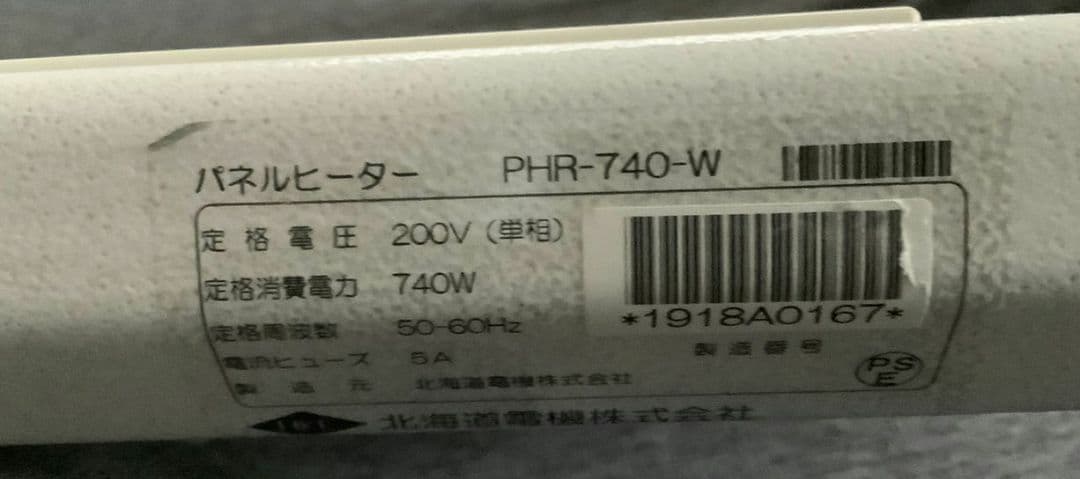 パネルヒーター PHR-740-W
定格電圧 200V (単相)
定格消費電力 740W
定格周波数 50-60Hz
電流ヒューズ 5A
製造元 北海道電機株式会社
*1918A0167*
製造番号
PSE
北海道電機株式会社